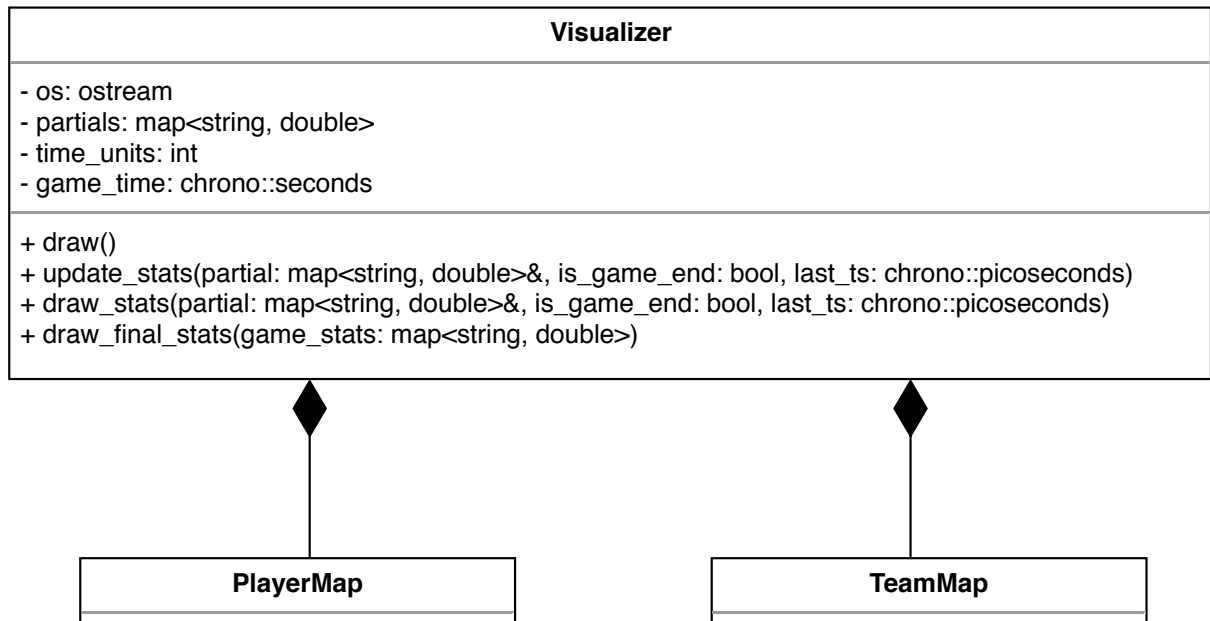 Visualizer
- os: ostream
- partials: map<string, double>
- time_units: int
- game_time: chrono::seconds
+ draw()
+ update_stats(partial: map<string, double>&, is_game_end: bool, last_ts: chrono::picoseconds)
+ draw_stats(partial: map<string, double>&, is_game_end: bool, last_ts: chrono::picoseconds)
+ draw_final_stats(game_stats: map<string, double>)
PlayerMap
TeamMap